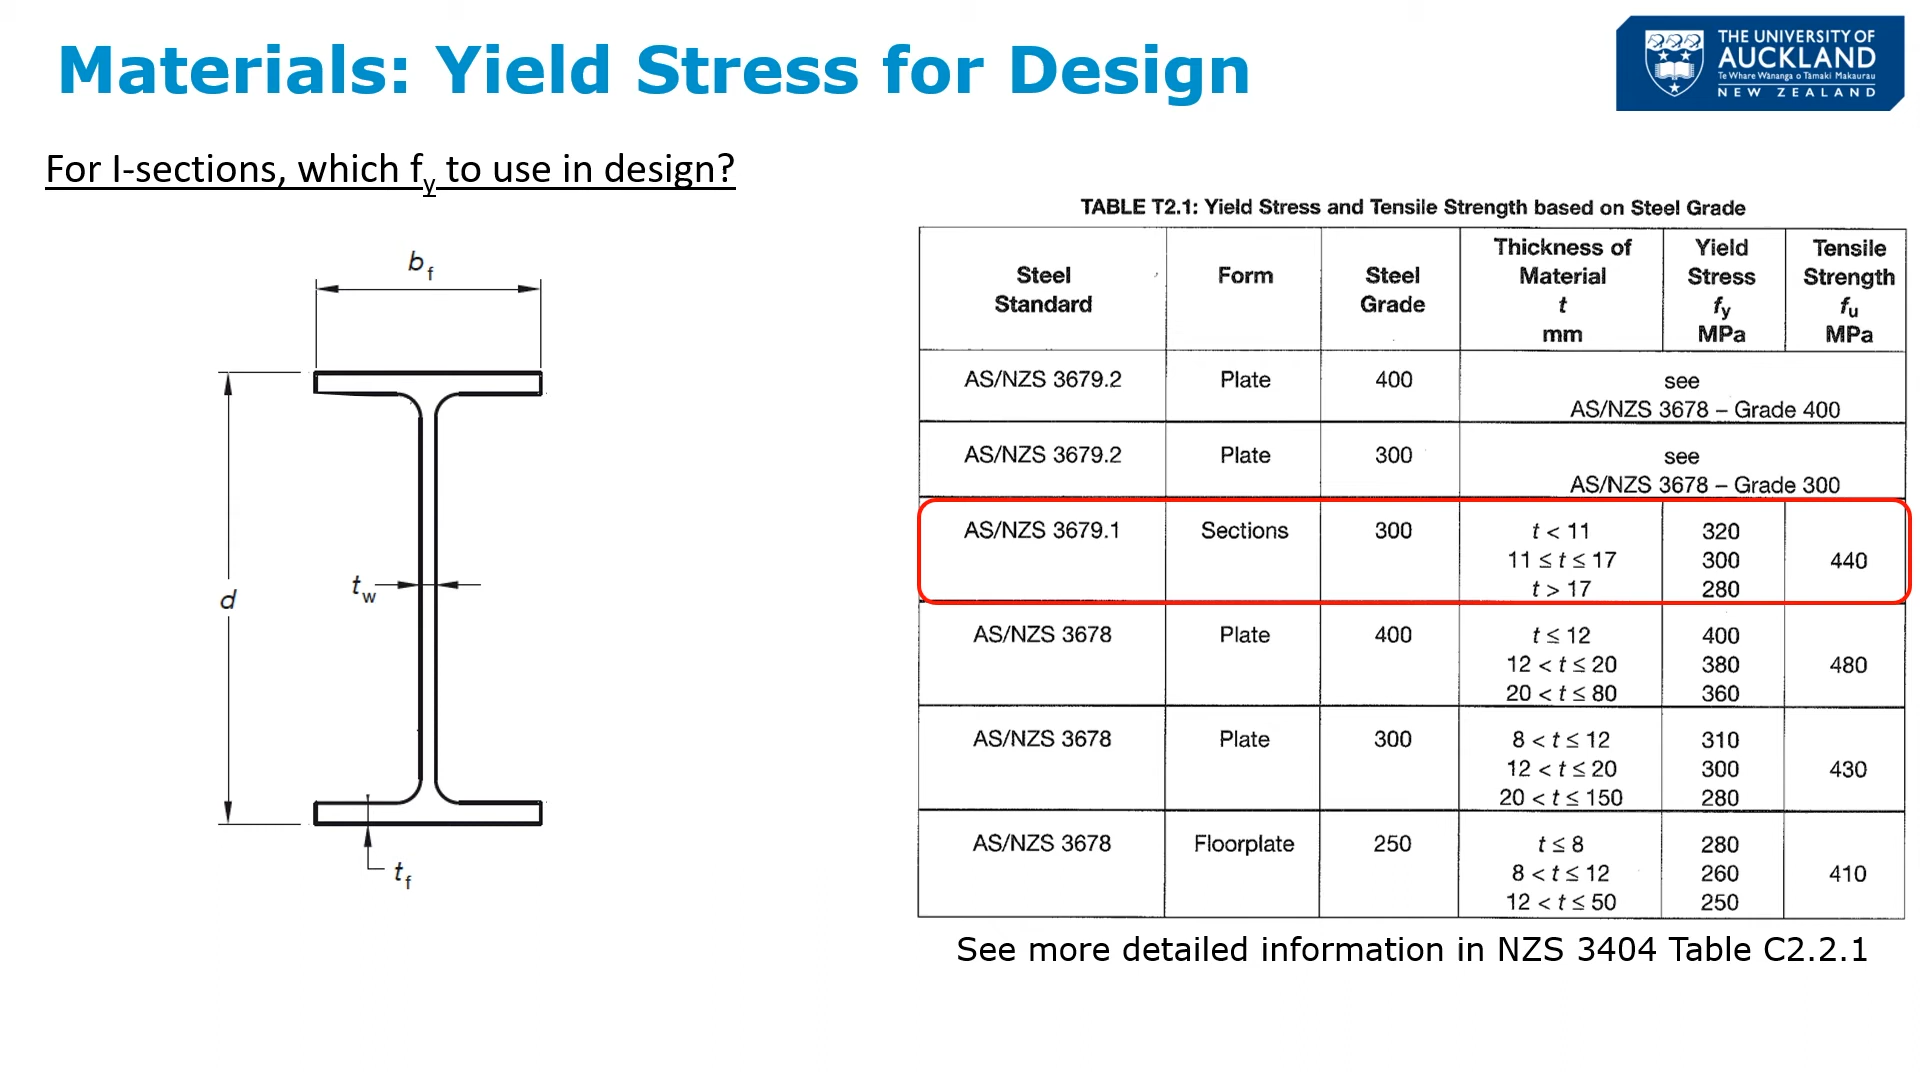 Materials: Yield Stress for Design
THE UNIVERSITY OF
AUCKLAND
Te Whare Wānanga o Tāmaki Makaurau
NEW ZEALAND
For I-sections, which fy to use in design?
bf
d
tw
tf
TABLE T2.1: Yield Stress and Tensile Strength based on Steel Grade
Steel Standard Form Steel Grade Thickness of Material t mm Yield Stress fy MPa Tensile Strength fu MPa
AS/NZS 3679.2 Plate 400 see
AS/NZS 3678 – Grade 400
AS/NZS 3679.2 Plate 300 see
AS/NZS 3678 – Grade 300
AS/NZS 3679.1 Sections 300 t < 11 320
11 ≤ t ≤ 17 300 440
t > 17 280
AS/NZS 3678 Plate 400 t ≤ 12 400
12 < t ≤ 20 380 480
20 < t ≤ 80 360
AS/NZS 3678 Plate 300 8 < t ≤ 12 310
12 < t ≤ 20 300 430
20 < t ≤ 150 280
AS/NZS 3678 Floorplate 250 t ≤ 8 280
8 < t ≤ 12 260 410
12 < t ≤ 50 250
See more detailed information in NZS 3404 Table C2.2.1